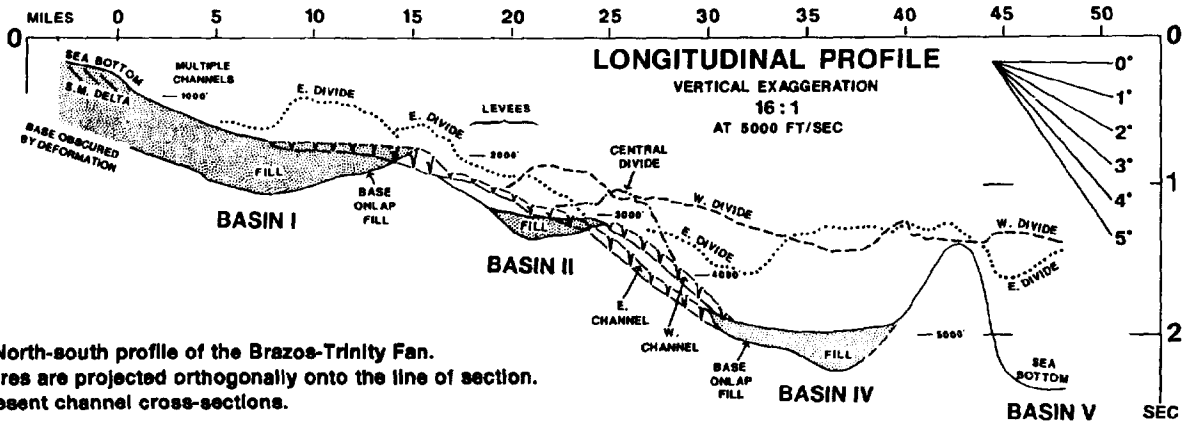 MILES 0 5 10 15 20 25 30 35 40 45 50
0 0
LONGITUDINAL PROFILE
VERTICAL EXAGGERATION
16 : 1
AT 5000 FT/SEC
0°
1°
2°
3°
4°
5°
SEA BOTTOM
S.M. DELTA
MULTIPLE
CHANNELS
1000'
E. DIVIDE
E. DIVIDE
LEVEES
2000'
BASE OBSCURED
BY DEFORMATION
FILL
BASE
ONLAP
FILL
BASIN I
CENTRAL
DIVIDE
W. DIVIDE
1
3000'
FILL
BASIN II
E. DIVIDE
4000'
W. DIVIDE
E. DIVIDE
E.
CHANNEL
W.
CHANNEL
BASE
ONLAP
FILL
FILL
BASIN IV
5000'
2
SEA
BOTTOM
BASIN V
SEC
North-south profile of the Brazos-Trinity Fan.
res are projected orthogonally onto the line of section.
esent channel cross-sections.